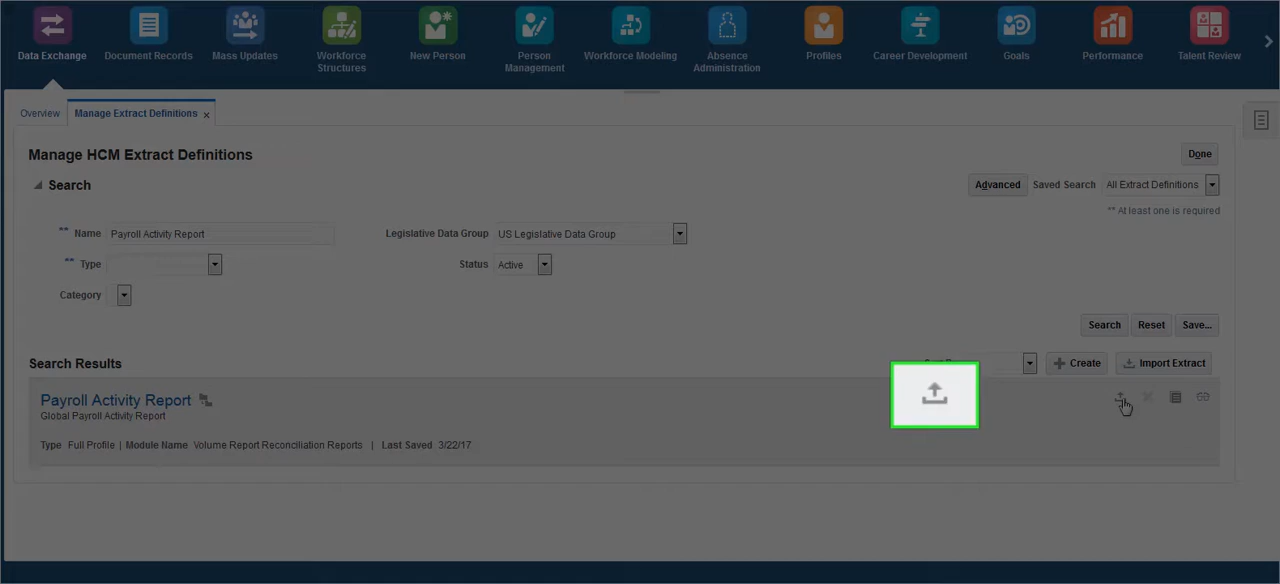 Data Exchange
Document Records
Mass Updates
Workforce
Structures
New Person
Person
Management
Workforce Modeling
Absence
Administration
Profiles
Career Development
Goals
Performance
Talent Review
Overview
Manage Extract Definitions
Manage HCM Extract Definitions
Done
Search
Advanced
Saved Search All Extract Definitions
** At least one is required
** Name Payroll Activity Report
Legislative Data Group US Legislative Data Group
** Type
Status Active
Category
Search Reset Save...
Search Results
Create
Import Extract
Payroll Activity Report
Global Payroll Activity Report
Type Full Profile | Module Name Volume Report Reconciliation Reports | Last Saved 3/22/17